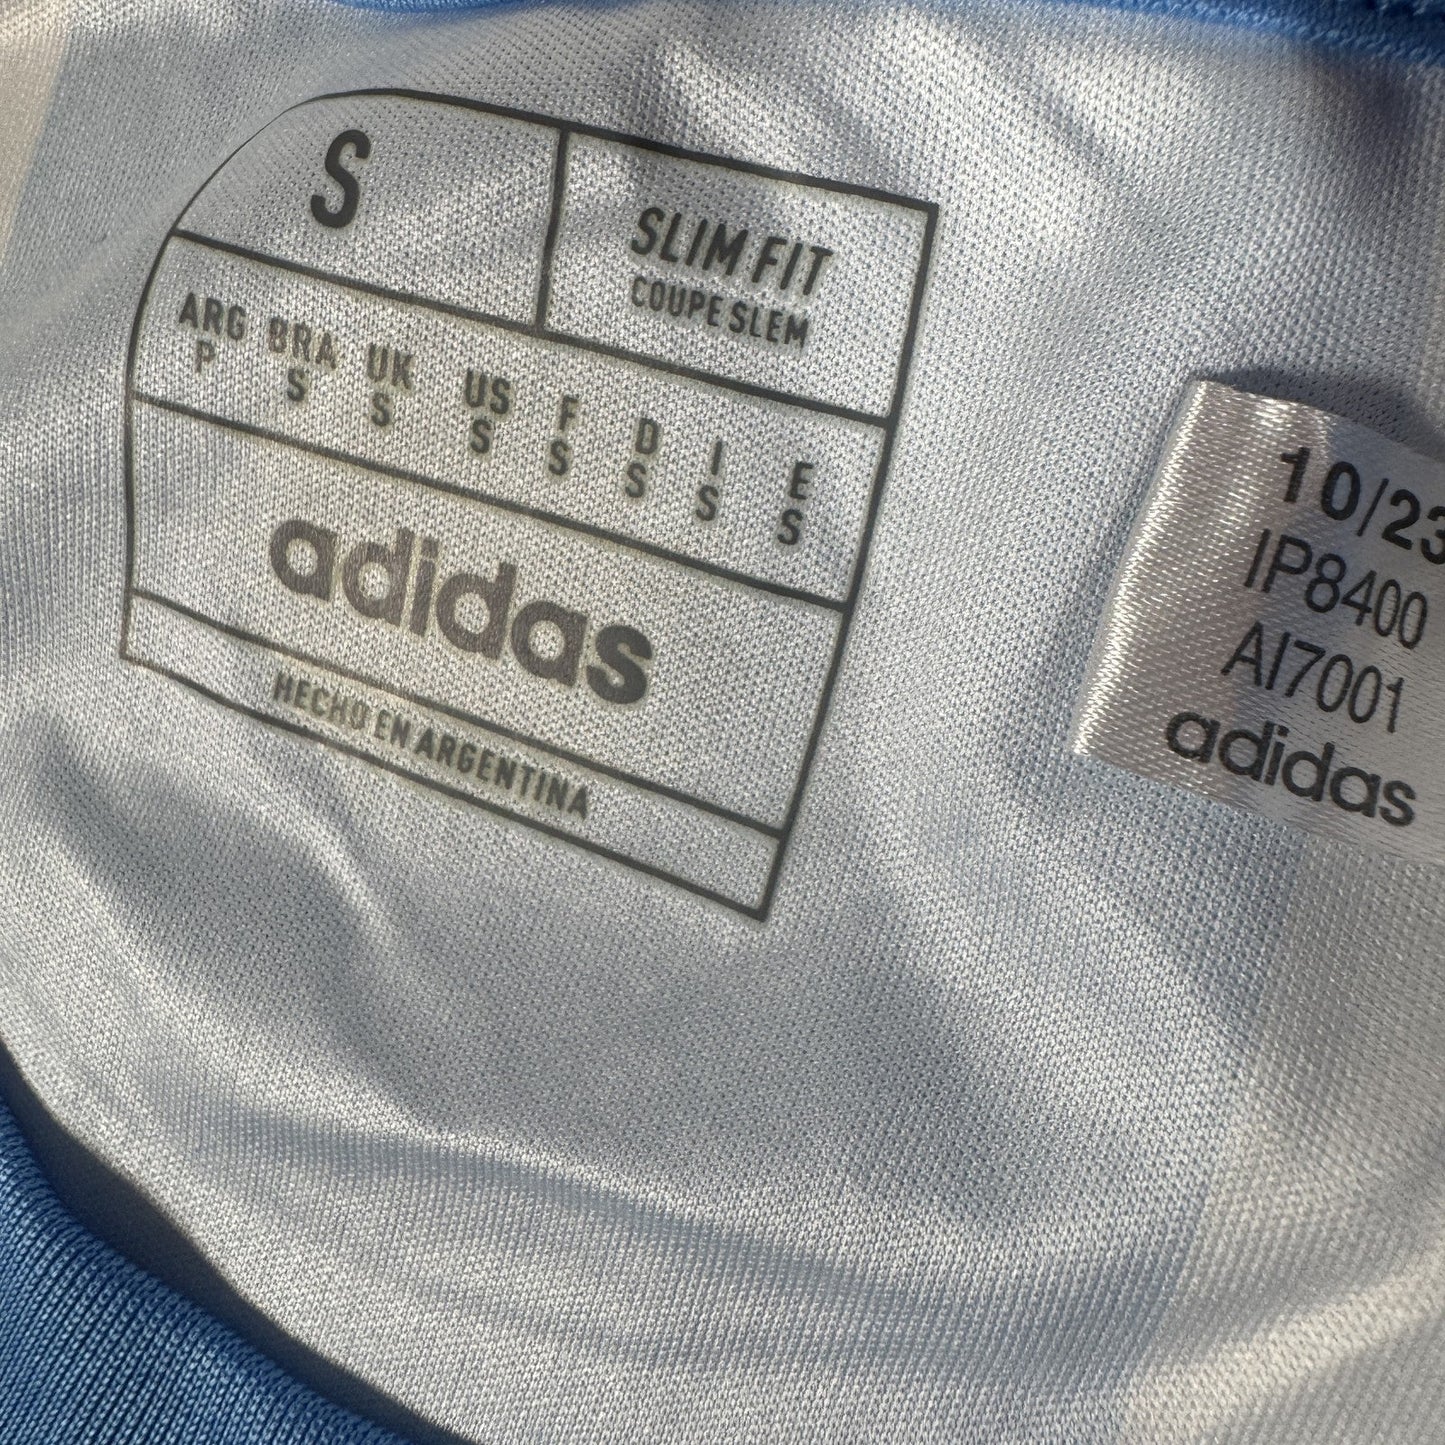 S
SLIM FIT
COUPE SLEM
ARG BRA UK US F D I E
P S S S S S S S
adidas
HECHO EN ARGENTINA
10/23
IP8400
AI7001
adidas